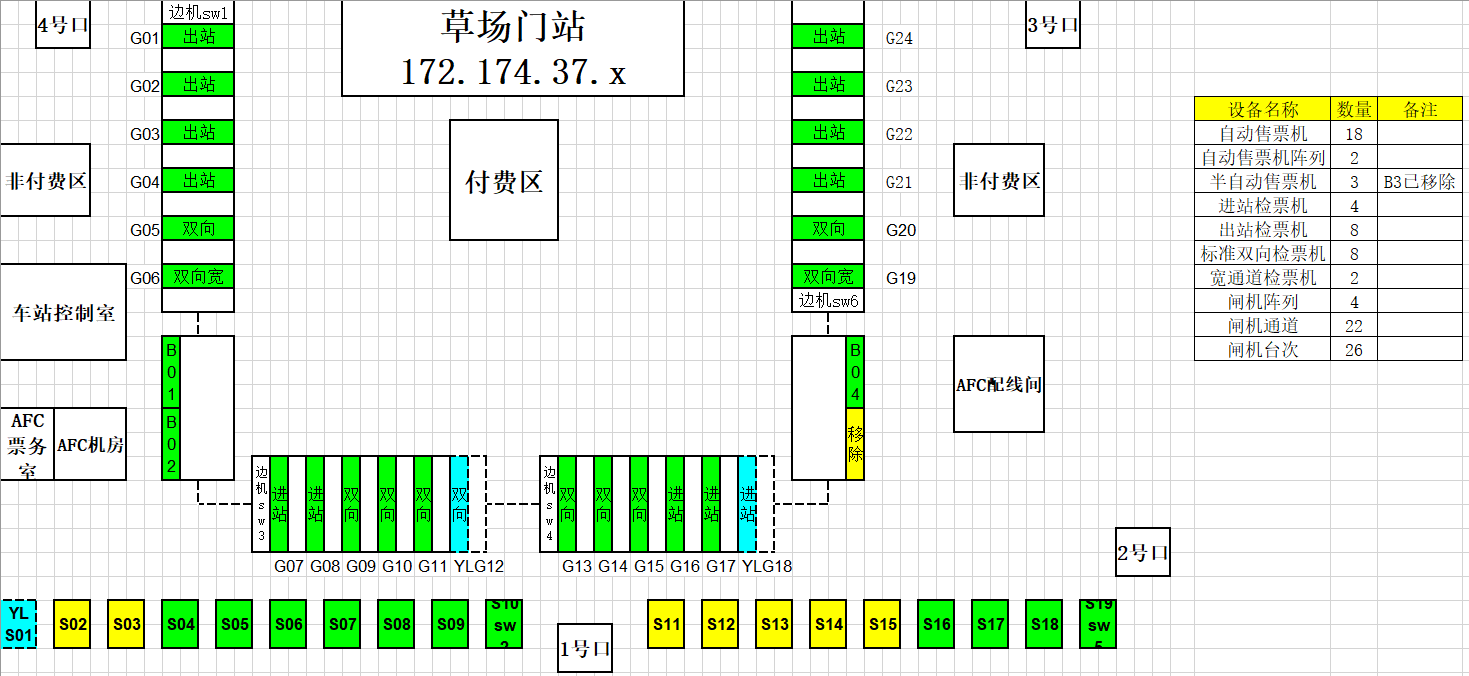 4号口
边机sw1
草场门站
172.174.37.x
3号口
G01
出站
出站
G24
G02
出站
出站
G23
G03
出站
出站
G22
G04
出站
出站
G21
G05
双向
双向
G20
G06
双向宽
双向宽
G19
边机sw6
非付费区
付费区
非付费区
设备名称 数量 备注
自动售票机 18
自动售票机阵列 2
半自动售票机 3 B3已移除
进站检票机 4
出站检票机 8
标准双向检票机 8
宽通道检票机 2
闸机阵列 4
闸机通道 22
闸机台次 26
车站控制室
B01
B02
B04
移除
AFC配线间
AFC
票务
室
AFC机房
边机sw3
进站
进站
双向
双向
双向
双向
边机sw4
双向
双向
双向
进站
进站
进站
G07 G08 G09 G10 G11 YLG12
G13 G14 G15 G16 G17 YLG18
2号口
YL
S01
S02
S03
S04
S05
S06
S07
S08
S09
S10
sw
2
1号口
S11
S12
S13
S14
S15
S16
S17
S18
S19
sw
5